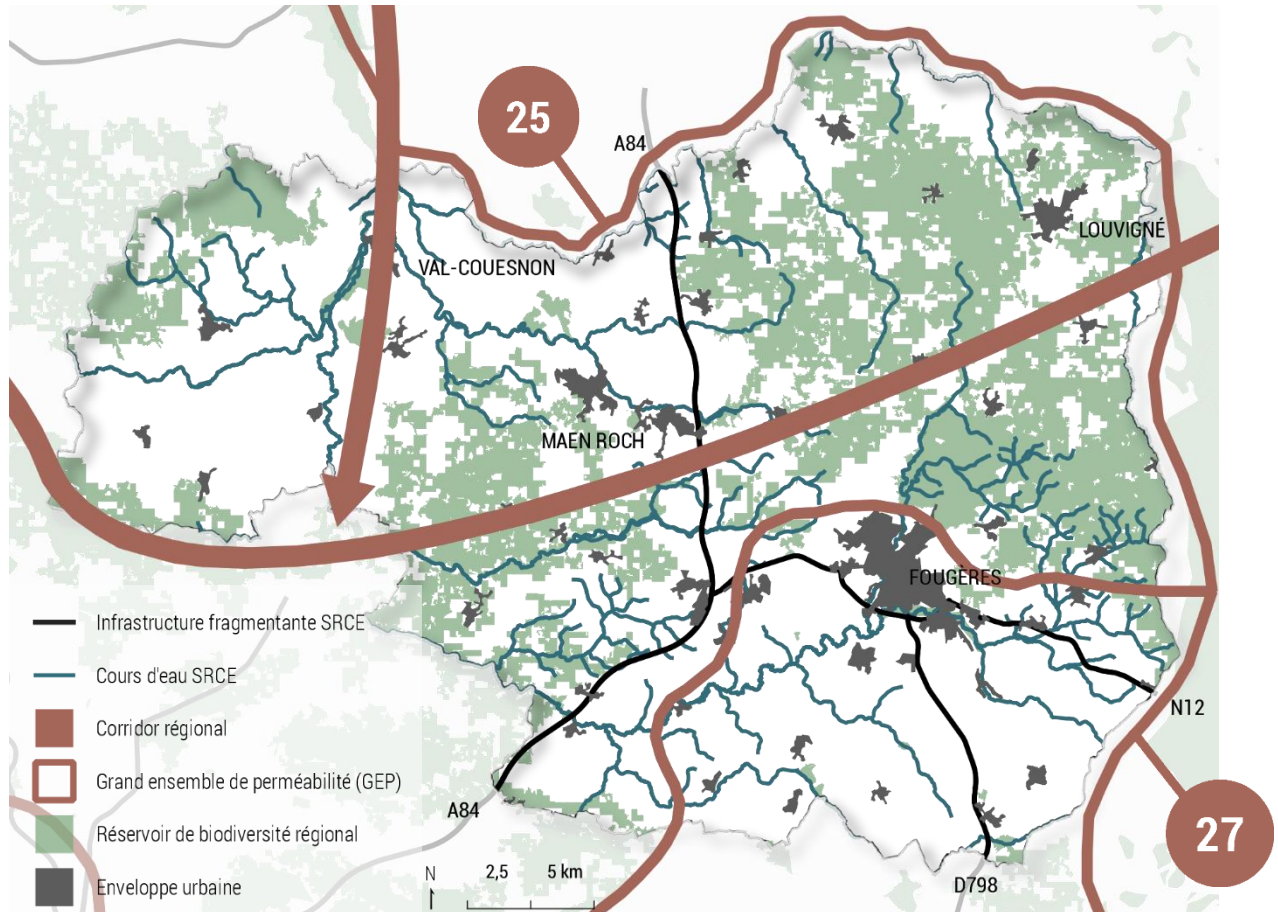 25
A84
LOUVIGNÉ
VAL-COUESNON
MAEN ROCH
FOUGÈRES
Infrastructure fragmentante SRCE
Cours d'eau SRCE
Corridor régional
N12
Grand ensemble de perméabilité (GEP)
A84
Réservoir de biodiversité régional
27
N 2,5 5 km
Enveloppe urbaine
D798